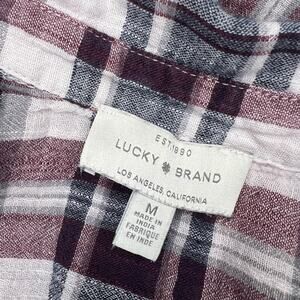 EST.1990
LUCKY BRAND
LOS ANGELES, CALIFORNIA
M
MADE IN
INDIA
FABRIQUE
EN INDE